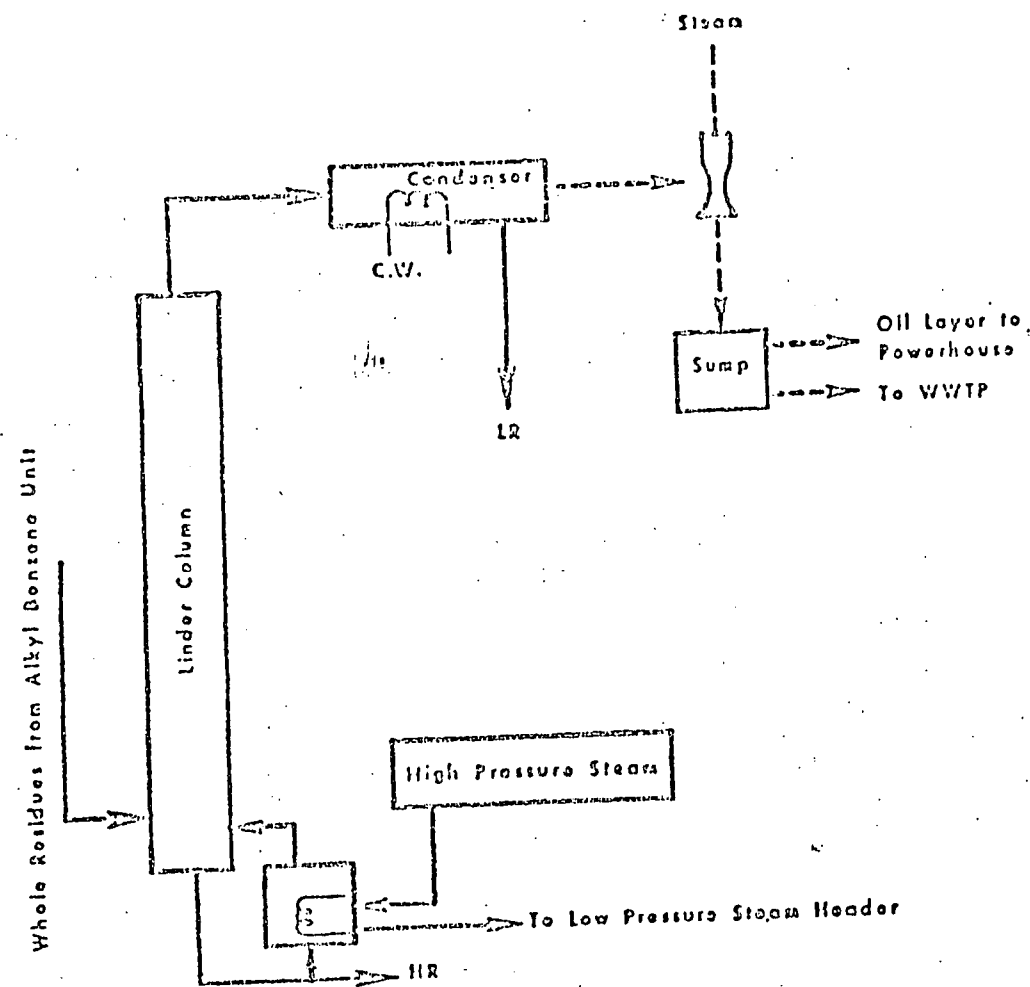 Steam
Condensor
C.W.
Oil Layer to
Powerhouse
Sump
To WWTP
LR
Whole Residues from Alkyl Benzene Unit
Linder Column
High Pressure Steam
To Low Pressure Steam Header
HR